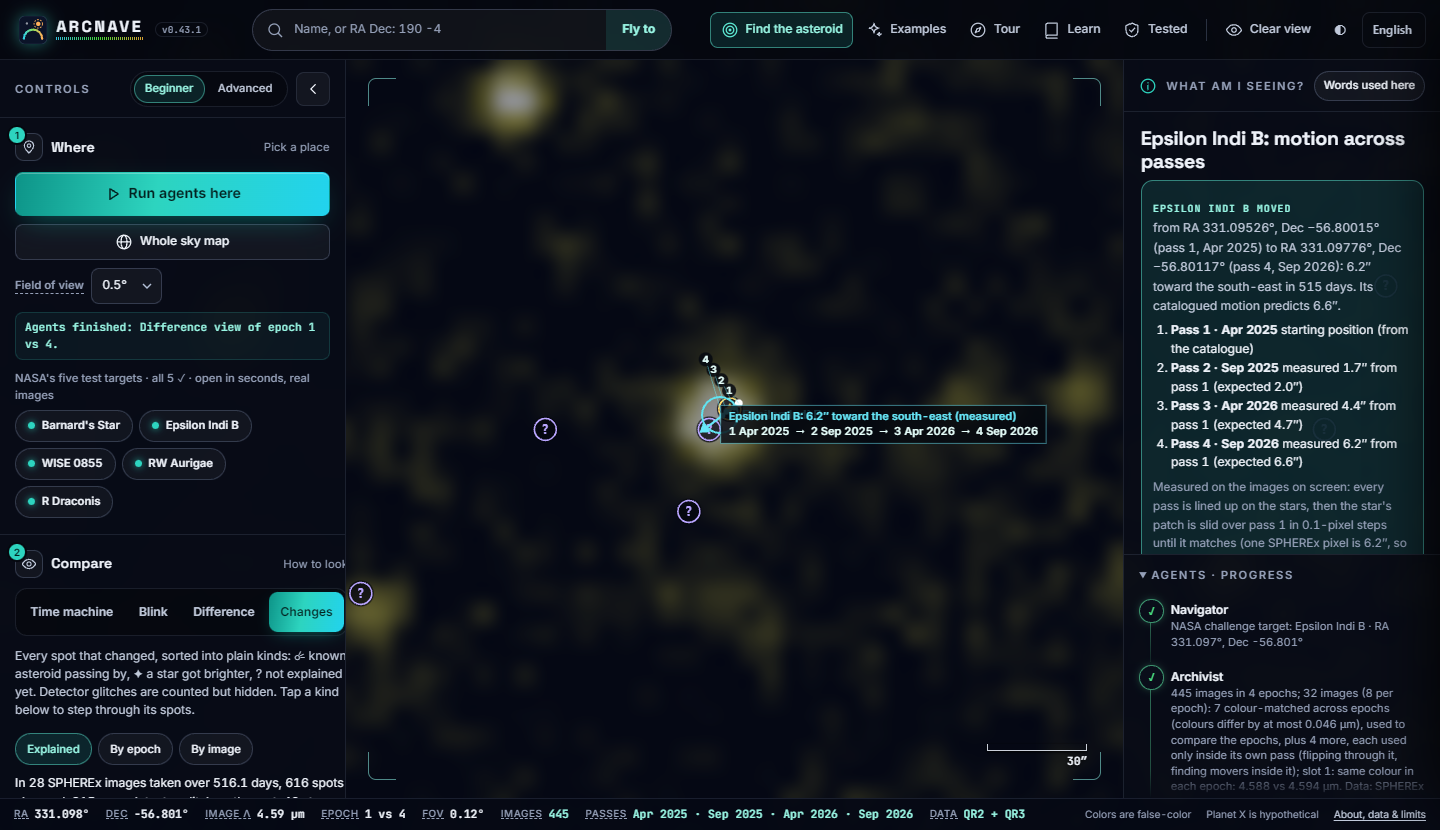 ARCNAVE
v0.43.1
Name, or RA Dec: 190 -4
Fly to
Find the asteroid
Examples
Tour
Learn
Tested
Clear view
English
CONTROLS
Beginner
Advanced
1
Where
Pick a place
Run agents here
Whole sky map
Field of view
0.5°
Agents finished: Difference view of epoch 1
vs 4.
NASA's five test targets · all 5 ✓ · open in seconds, real
images
Barnard's Star
Epsilon Indi B
WISE 0855
RW Aurigae
R Draconis
2
Compare
How to look
Time machine
Blink
Difference
Changes
Every spot that changed, sorted into plain kinds: known
asteroid passing by, ✦ a star got brighter, ? not explained
yet. Detector glitches are counted but hidden. Tap a kind
below to step through its spots.
Explained
By epoch
By image
In 28 SPHEREx images taken over 516.1 days, 616 spots
4
3
2
1
Epsilon Indi B: 6.2″ toward the south-east (measured)
1 Apr 2025 → 2 Sep 2025 → 3 Apr 2026 → 4 Sep 2026
?
?
?
30″
WHAT AM I SEEING?
Words used here
Epsilon Indi B: motion across
passes
EPSILON INDI B MOVED
from RA 331.09526°, Dec −56.80015°
(pass 1, Apr 2025) to RA 331.09776°, Dec
−56.80117° (pass 4, Sep 2026): 6.2″
toward the south-east in 515 days. Its
catalogued motion predicts 6.6″.
1. Pass 1 · Apr 2025 starting position (from
the catalogue)
2. Pass 2 · Sep 2025 measured 1.7″ from
pass 1 (expected 2.0″)
3. Pass 3 · Apr 2026 measured 4.4″ from
pass 1 (expected 4.7″)
4. Pass 4 · Sep 2026 measured 6.2″ from
pass 1 (expected 6.6″)
Measured on the images on screen: every
pass is lined up on the stars, then the star's
patch is slid over pass 1 in 0.1-pixel steps
until it matches (one SPHEREx pixel is 6.2″, so
▼ AGENTS · PROGRESS
Navigator
NASA challenge target: Epsilon Indi B · RA
331.097°, Dec −56.801°
Archivist
445 images in 4 epochs; 32 images (8 per
epoch): 7 colour-matched across epochs
(colours differ by at most 0.046 µm), used to
compare the epochs, plus 4 more, each used
only inside its own pass (flipping through it,
finding movers inside it); slot 1: same colour in
each epoch: 4.588 vs 4.594 µm. Data: SPHEREx
RA 331.098° DEC -56.801° IMAGE Λ 4.59 µm EPOCH 1 vs 4 FOV 0.12° IMAGES 445 PASSES Apr 2025 · Sep 2025 · Apr 2026 · Sep 2026 DATA QR2 + QR3
Colors are false-color Planet X is hypothetical About, data & limits